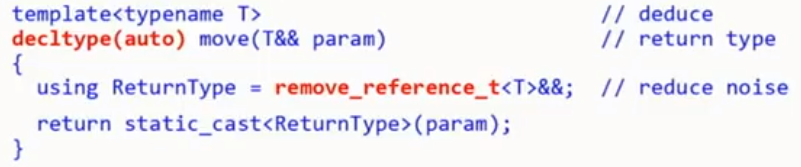 template<typename T> // deduce
decltype(auto) move(T&& param) // return type
{
using ReturnType = remove_reference_t<T>&&; // reduce noise
return static_cast<ReturnType>(param);
}